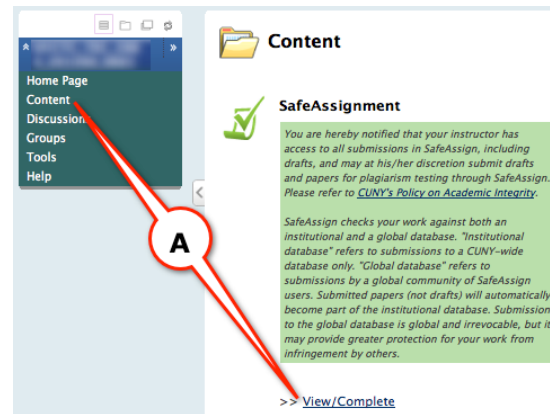 Content
Home Page
Content
Discussions
Groups
Tools
Help
SafeAssignment
You are hereby notified that your instructor has
access to all submissions in SafeAssign, including
drafts, and may at his/her discretion submit drafts
and papers for plagiarism testing through SafeAssign.
Please refer to CUNY's Policy on Academic Integrity.
SafeAssign checks your work against both an
institutional and a global database. "Institutional
database" refers to submissions to a CUNY-wide
database only. "Global database" refers to
submissions by a global community of SafeAssign
users. Submitted papers (not drafts) will automatically
become part of the institutional database. Submission
to the global database is global and irrevocable, but it
may provide greater protection for your work from
infringement by others.
A
>> View/Complete